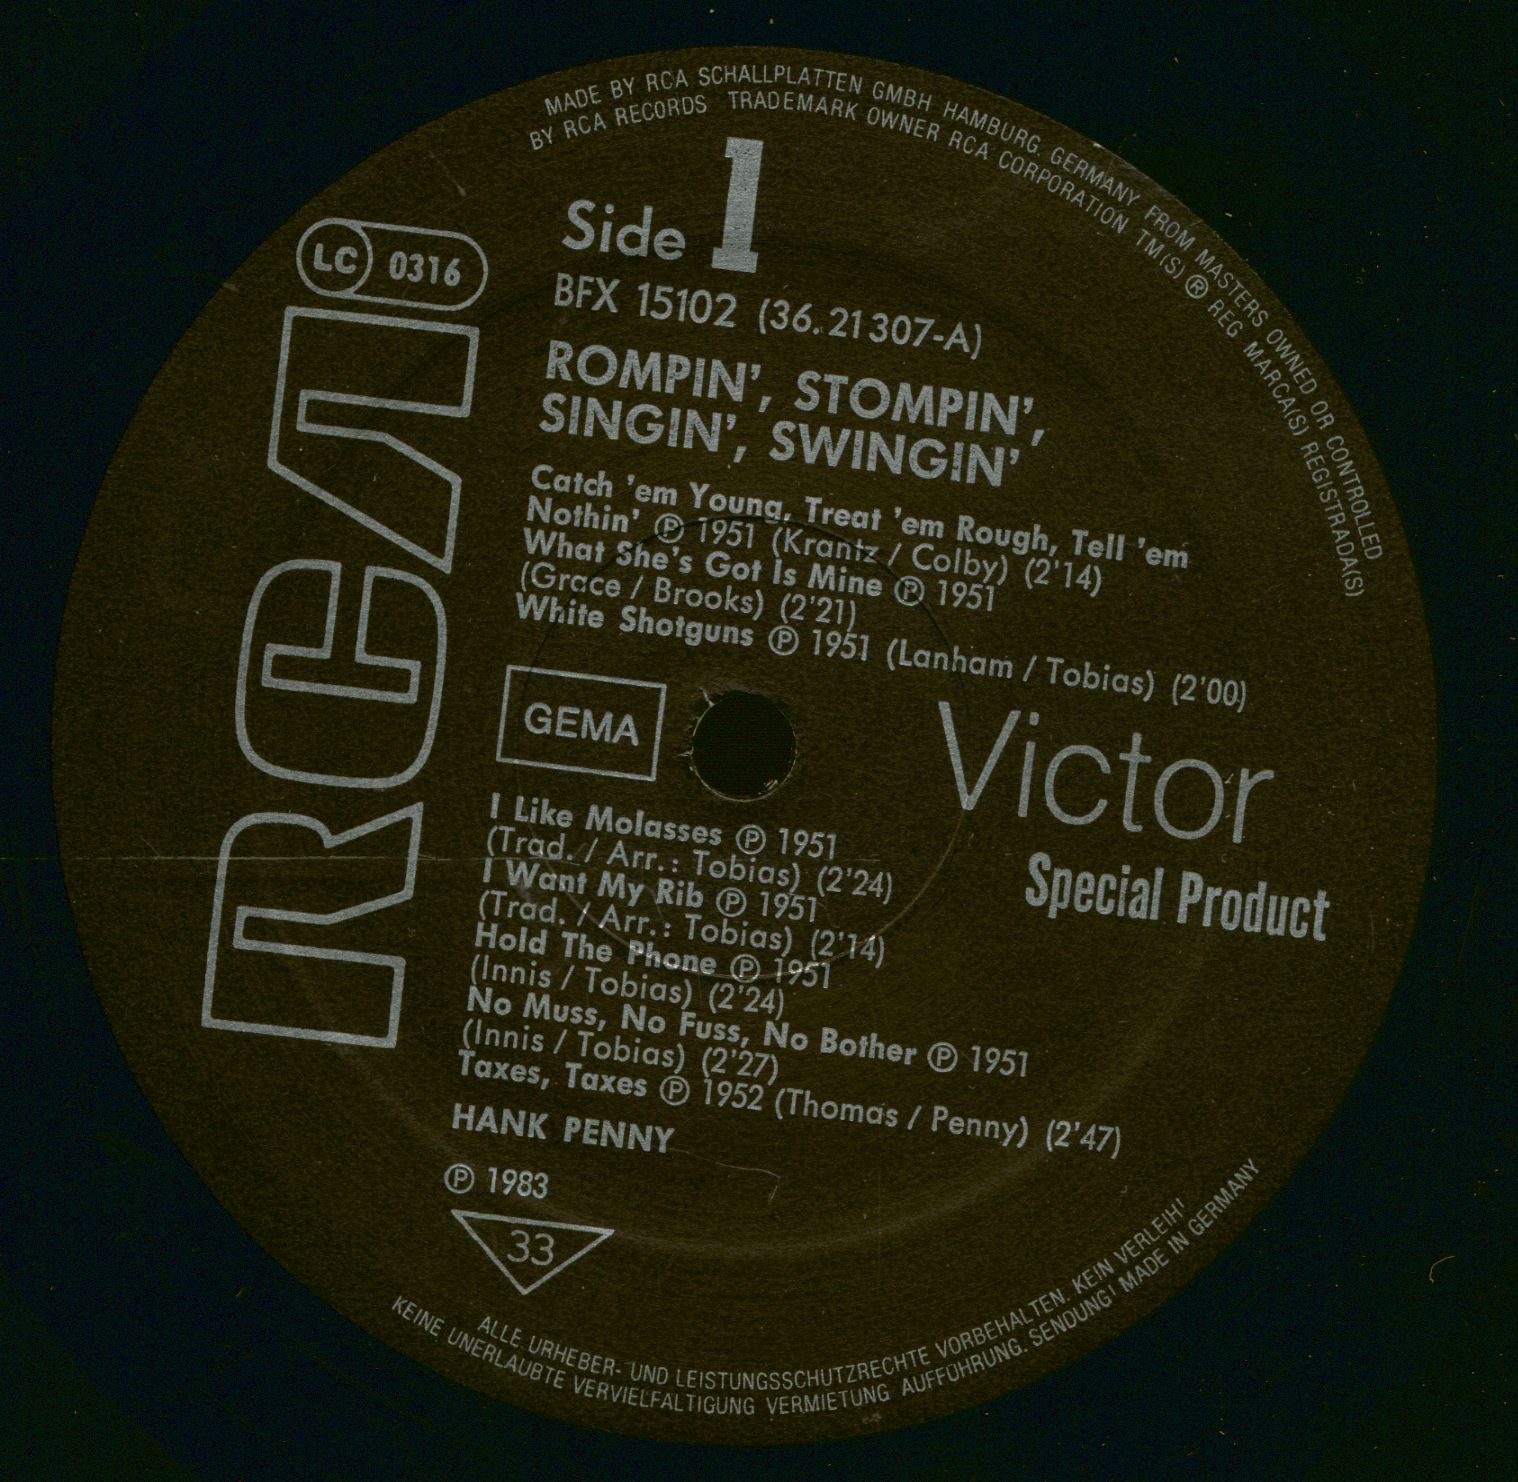 MADE BY RCA SCHALLPLATTEN GMBH HAMBURG, GERMANY FROM MASTERS OWNED OR CONTROLLED
BY RCA RECORDS TRADEMARK OWNER RCA CORPORATION TM(S) ® REG MARCA(S) REGISTRADA(S)
Side 1
LC 0316
BFX 15102 (36.21307-A)
ROMPIN', STOMPIN',
SINGIN', SWINGIN'
Catch 'em Young, Treat 'em Rough, Tell 'em
Nothin' ℗ 1951 (Krantz / Colby) (2'14)
What She's Got Is Mine ℗ 1951
(Grace / Brooks) (2'21)
White Shotguns ℗ 1951 (Lanham / Tobias) (2'00)
RCA
GEMA
Victor
Special Product
I Like Molasses ℗ 1951
(Trad. / Arr.: Tobias) (2'24)
I Want My Rib ℗ 1951
(Trad. / Arr.: Tobias) (2'14)
Hold The Phone ℗ 1951
(Innis / Tobias) (2'24)
No Muss, No Fuss, No Bother ℗ 1951
(Innis / Tobias) (2'27)
Taxes, Taxes ℗ 1952 (Thomas / Penny) (2'47)
HANK PENNY
℗ 1983
33
ALLE URHEBER- UND LEISTUNGSSCHUTZRECHTE VORBEHALTEN. KEIN VERLEIH!
KEINE UNERLAUBTE VERVIELFÄLTIGUNG VERMIETUNG AUFFÜHRUNG. SENDUNG! MADE IN GERMANY